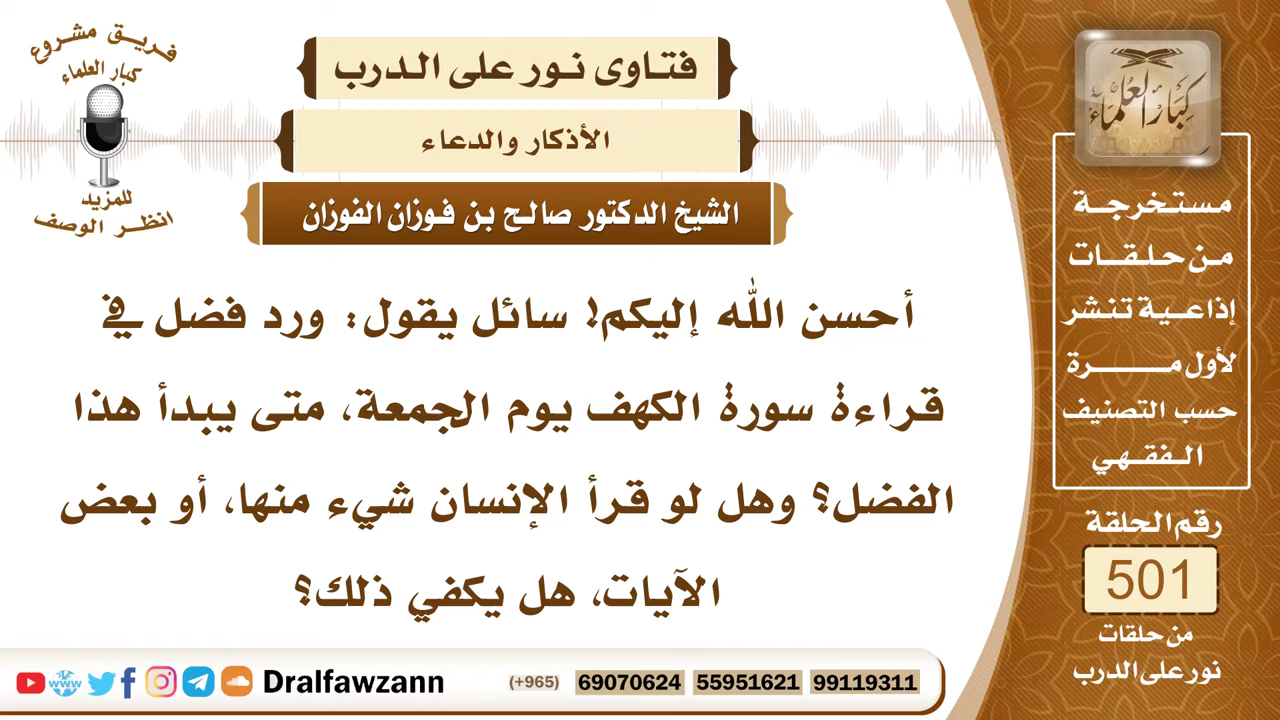 فريق مشروع
كبار العلماء
للمزيد
انظر الوصف
فتاوى نور على الدرب
الأذكار والدعاء
الشيخ الدكتور صالح بن فوزان الفوزان
أحسن الله إليكم! سائل يقول: ورد فضل في
قراءة سورة الكهف يوم الجمعة، متى يبدأ هذا
الفضل؟ وهل لو قرأ الإنسان شيء منها، أو بعض
الآيات، هل يكفي ذلك؟
كبار العلماء
مستخرجة
من حلقات
إذاعية تنشر
لأول مرة
حسب التصنيف
الفقهي
رقم الحلقة
501
من حلقات
نور على الدرب
www
Dralfawzann
(+965) 69070624 55951621 99119311